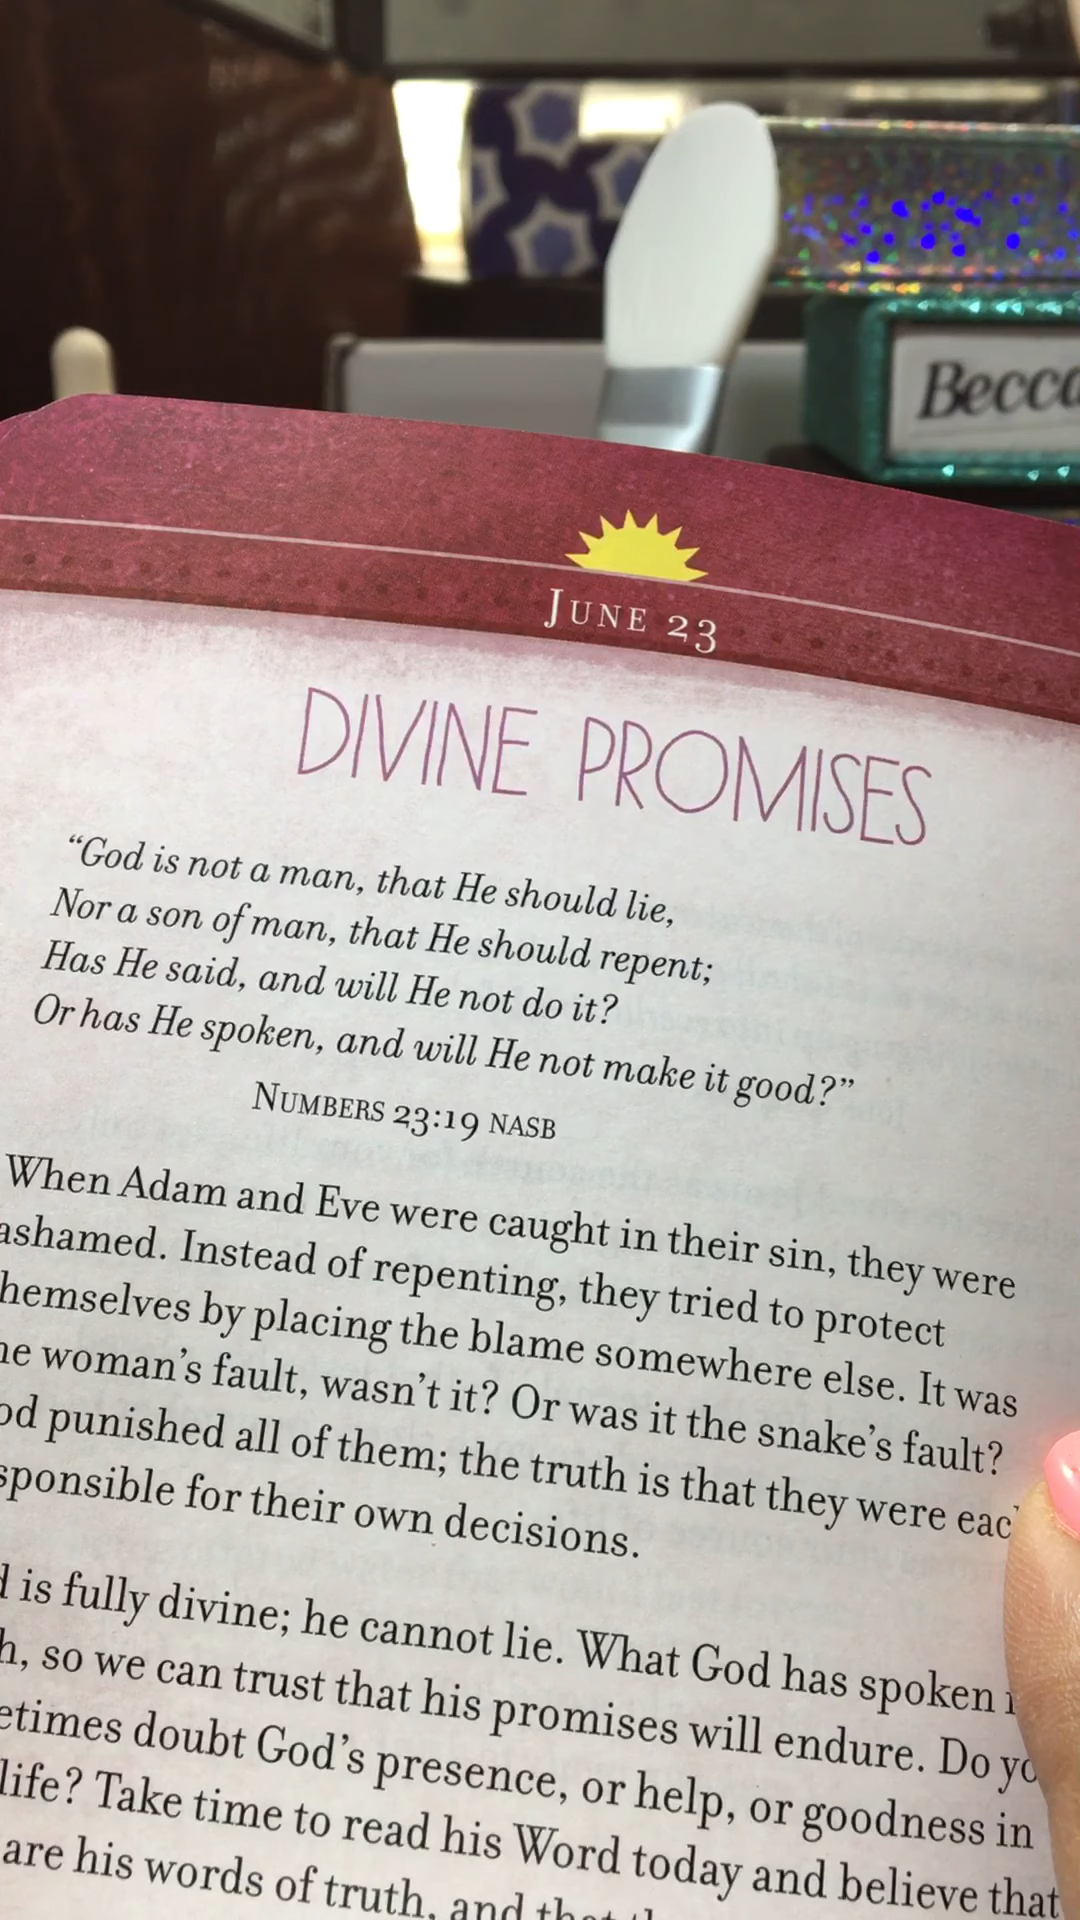 Becca
JUNE 23
DIVINE PROMISES
“God is not a man, that He should lie,
Nor a son of man, that He should repent;
Has He said, and will He not do it?
Or has He spoken, and will He not make it good?”
NUMBERS 23:19 NASB
When Adam and Eve were caught in their sin, they were
ashamed. Instead of repenting, they tried to protect
hemselves by placing the blame somewhere else. It was
he woman’s fault, wasn’t it? Or was it the snake’s fault?
od punished all of them; the truth is that they were eac
sponsible for their own decisions.
d is fully divine; he cannot lie. What God has spoken
h, so we can trust that his promises will endure. Do yo
etimes doubt God’s presence, or help, or goodness in
life? Take time to read his Word today and believe that
are his words of truth, and that